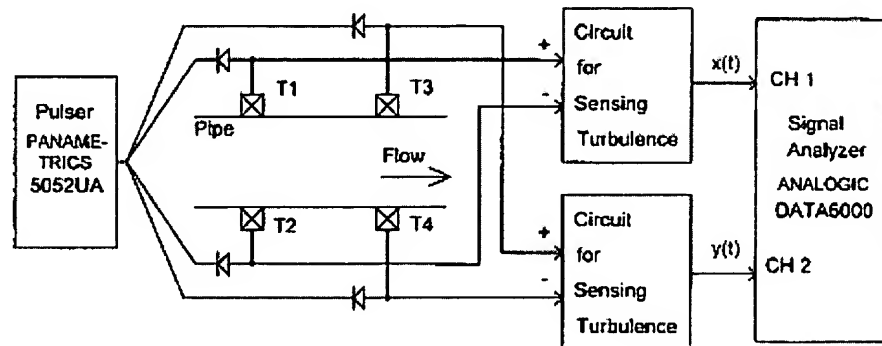 Pulser
PANAME-
TRICS
5052UA
T1
T3
Pipe
Flow
T2
T4
+
Circuit
for
-
Sensing
Turbulence
x(t)
+
Circuit
for
-
Sensing
Turbulence
y(t)
CH 1
Signal
Analyzer
ANALOGIC
DATA6000
CH 2